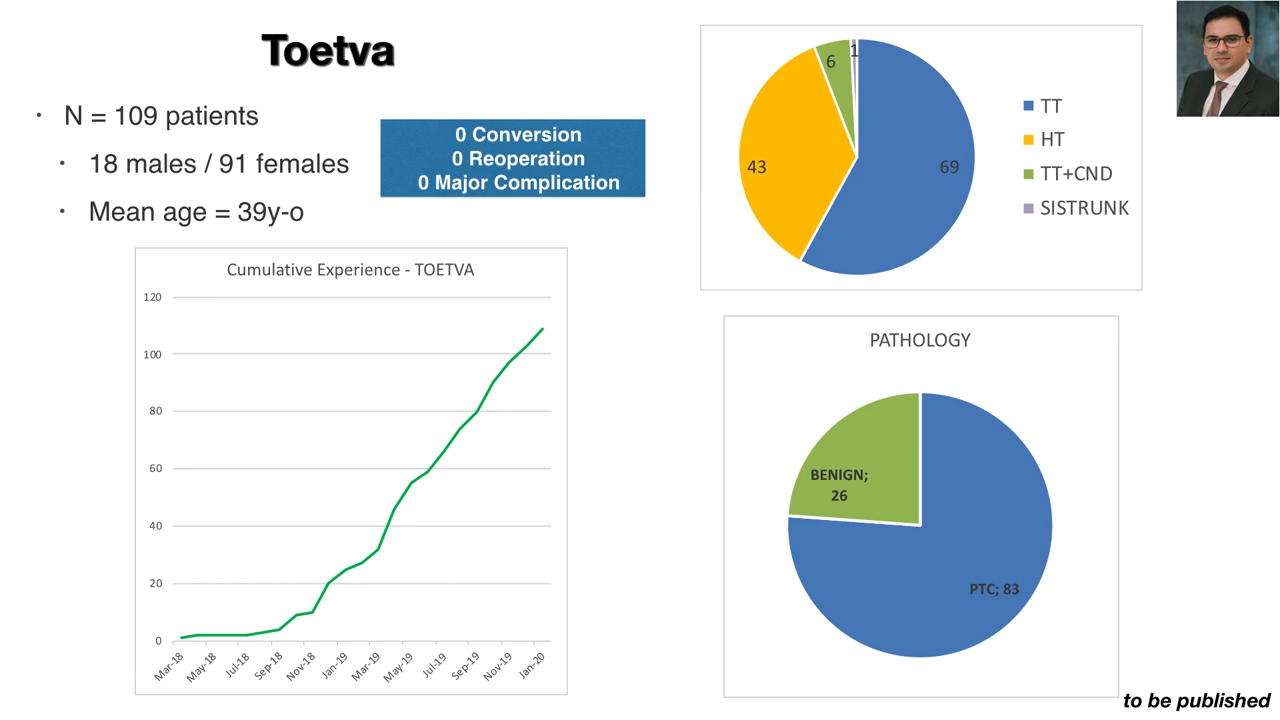 Toetva
· N = 109 patients
· 18 males / 91 females
· Mean age = 39y-o
0 Conversion
0 Reoperation
0 Major Complication
Cumulative Experience - TOETVA
120
100
80
60
40
20
0
Mar-18 May-18 Jul-18 Sep-18 Nov-18 Jan-19 Mar-19 May-19 Jul-19 Sep-19 Nov-19 Jan-20
1
6
43
69
TT
HT
TT+CND
SISTRUNK
PATHOLOGY
BENIGN;
26
PTC; 83
to be published